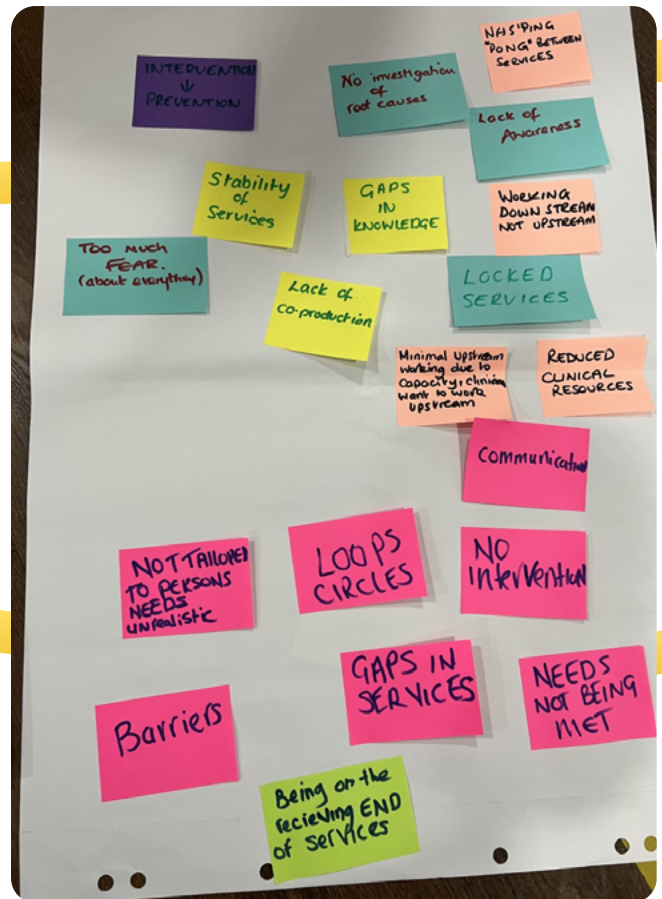 INTERVENTION
↓
PREVENTION
No investigation
of
root causes
NHS 'PING
"PONG" BETWEEN
SERVICES
Lack of
Awareness
Stability
of
Services
GAPS
IN
KNOWLEDGE
WORKING
DOWN STREAM
NOT UPSTREAM
TOO MUCH
FEAR.
(about everything)
Lack of
co-production
LOCKED
SERVICES
Minimal upstream
working due to
capacity, clinician
want to work
upstream
REDUCED
CLINICAL
RESOURCES
Communication
NOT TAILORED
TO PERSONS
NEEDS
unrealistic
LOOPS
CIRCLES
NO
intervention
GAPS IN
SERVICES
NEEDS
NOT BEING
MET
Barriers
Being on the
recieving END
of services